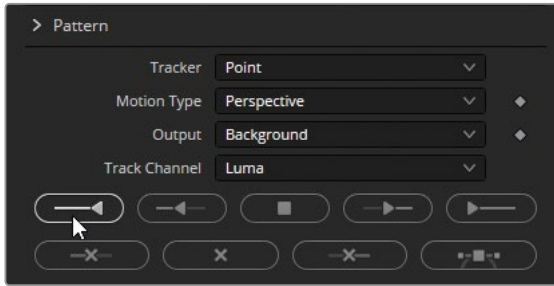 Pattern
Tracker Point
Motion Type Perspective
Output Background
Track Channel Luma